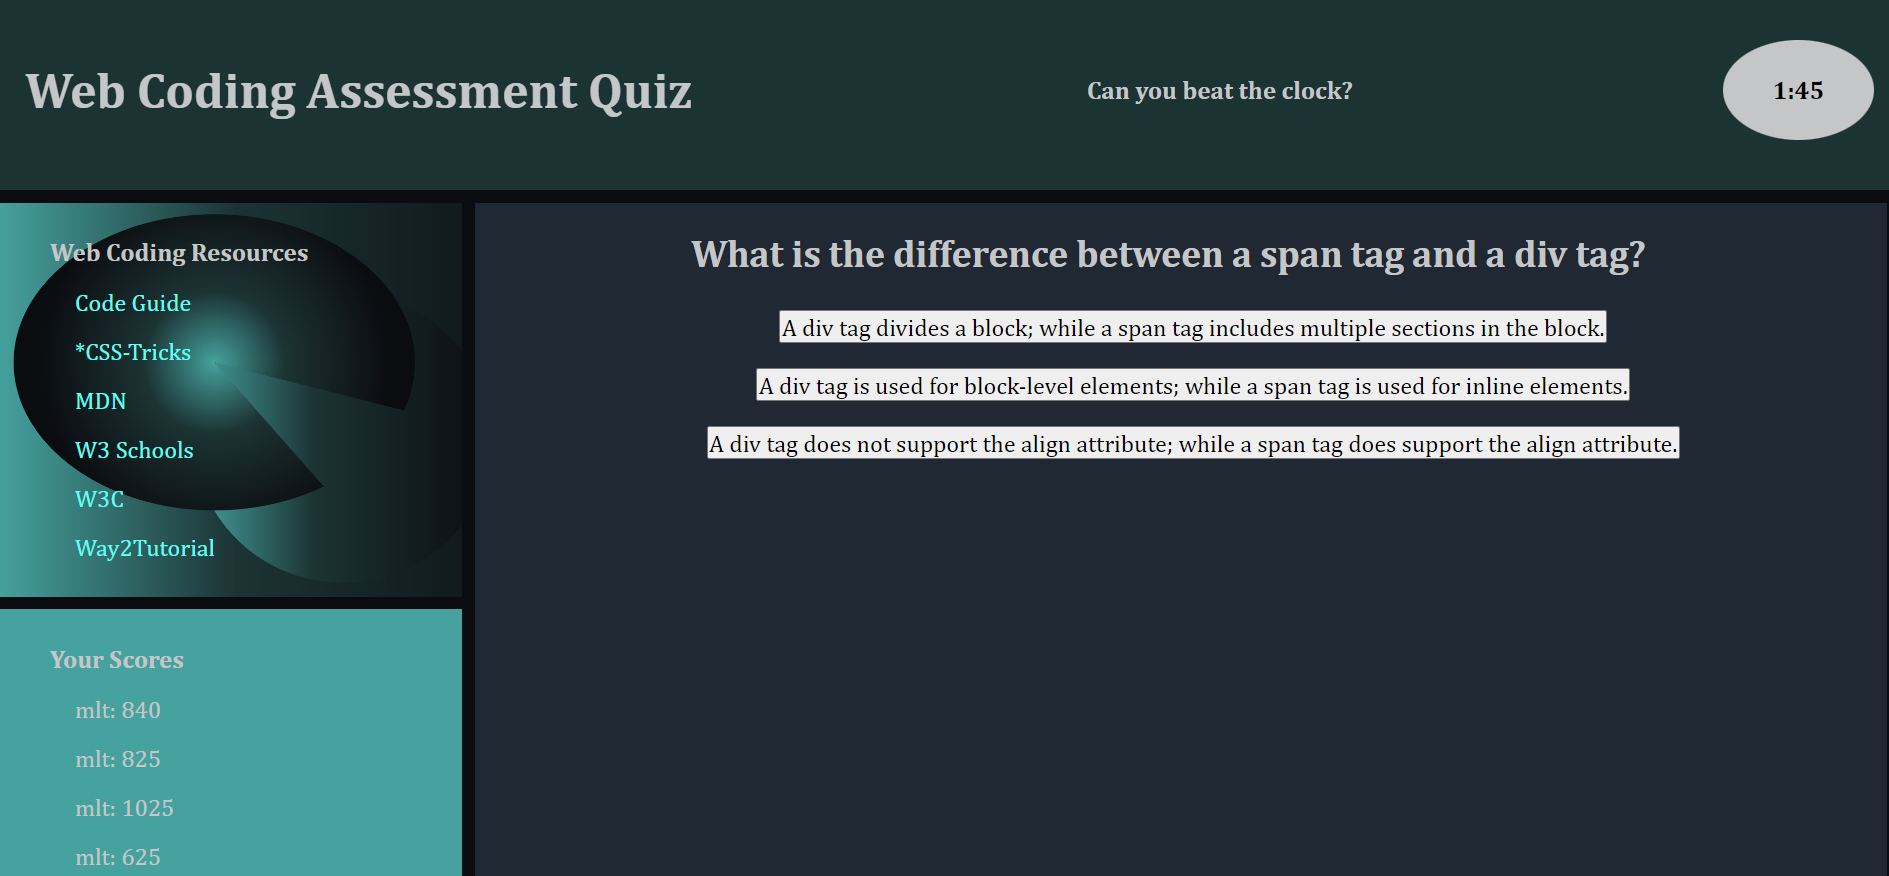 Web Coding Assessment Quiz
Can you beat the clock?
1:45
Web Coding Resources
Code Guide
*CSS-Tricks
MDN
W3 Schools
W3C
Way2Tutorial
Your Scores
mlt: 840
mlt: 825
mlt: 1025
mlt: 625
What is the difference between a span tag and a div tag?
A div tag divides a block; while a span tag includes multiple sections in the block.
A div tag is used for block-level elements; while a span tag is used for inline elements.
A div tag does not support the align attribute; while a span tag does support the align attribute.